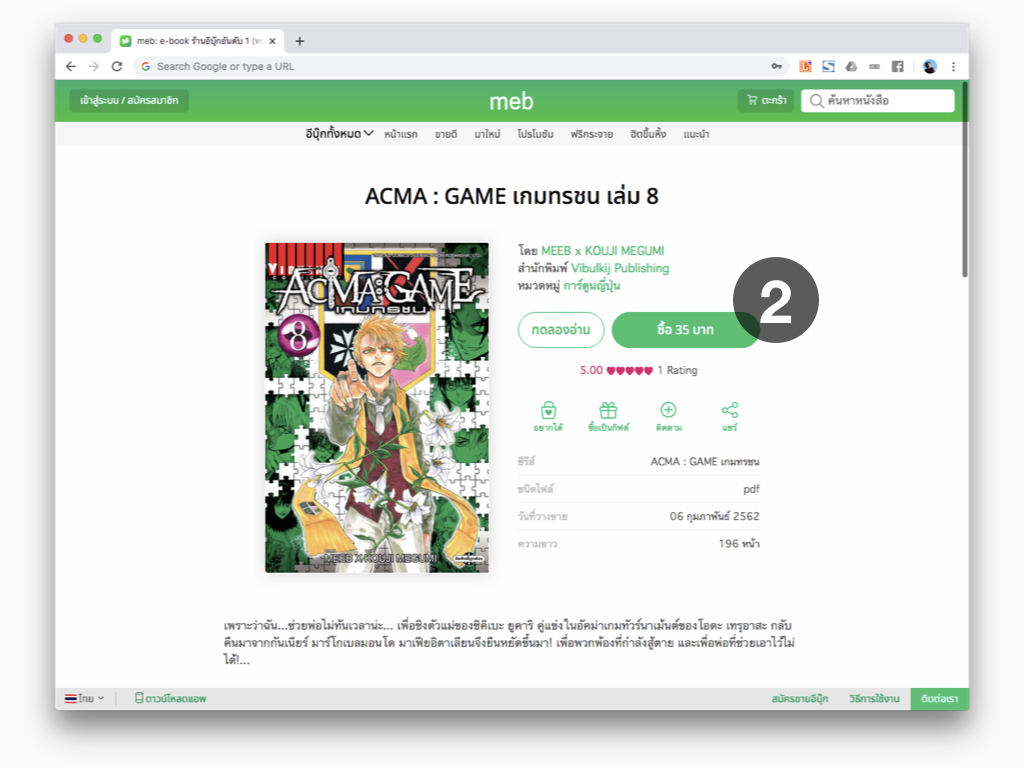 meb: e-book ร้านอีบุ๊กอันดับ 1 (พ
Search Google or type a URL
เข้าสู่ระบบ / สมัครสมาชิก
meb
ตะกร้า
ค้นหาหนังสือ
อีบุ๊กทั้งหมด
หน้าแรก
ขายดี
มาใหม่
โปรโมชัน
ฟรีกระจาย
ฮิตขึ้นหิ้ง
แนะนำ
ACMA : GAME เกมทรชน เล่ม 8
VIBULKIJ
COMICS
ACMA:GAME
เกมทรชน
8
MEEB X KOUJI MEGUMI
โดย MEEB x KOUJI MEGUMI
สำนักพิมพ์ Vibulkij Publishing
หมวดหมู่ การ์ตูนญี่ปุ่น
2
ทดลองอ่าน
ซื้อ 35 บาท
5.00
1 Rating
อยากได้
ซื้อเป็นกิฟต์
ติดตาม
แชร์
ซีรีส์
ACMA : GAME เกมทรชน
ชนิดไฟล์
pdf
วันที่วางขาย
06 กุมภาพันธ์ 2562
ความยาว
196 หน้า
เพราะว่าฉัน...ช่วยพ่อไม่ทันเวลาน่ะ... เพื่อชิงตัวแม่ของชิคิเบะ ยูคาริ คู่แข่งในอัคม่าเกมทัวร์นาเม้นต์ของโอดะ เทรุอาสะ กลับ
คืนมาจากกันเนียร์ มาร์โกเบลมอนโด มาเฟียอิตาเลียนจึงยืนหยัดขึ้นมา! เพื่อพวกพ้องที่กำลังสู้ตาย และเพื่อพ่อที่ช่วยเอาไว้ไม่
ได้!...
ไทย
ดาวน์โหลดแอพ
สมัครขายอีบุ๊ก
วิธีการใช้งาน
ติดต่อเรา